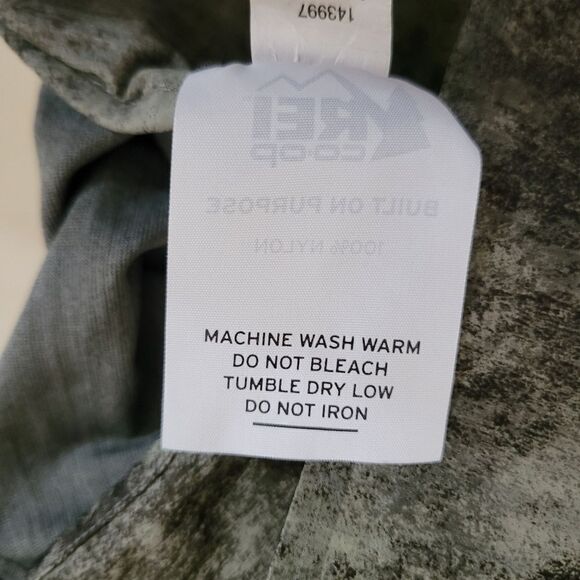 143997
REI
CO·OP
BUILT ON PURPOSE
100% NYLON
MACHINE WASH WARM
DO NOT BLEACH
TUMBLE DRY LOW
DO NOT IRON